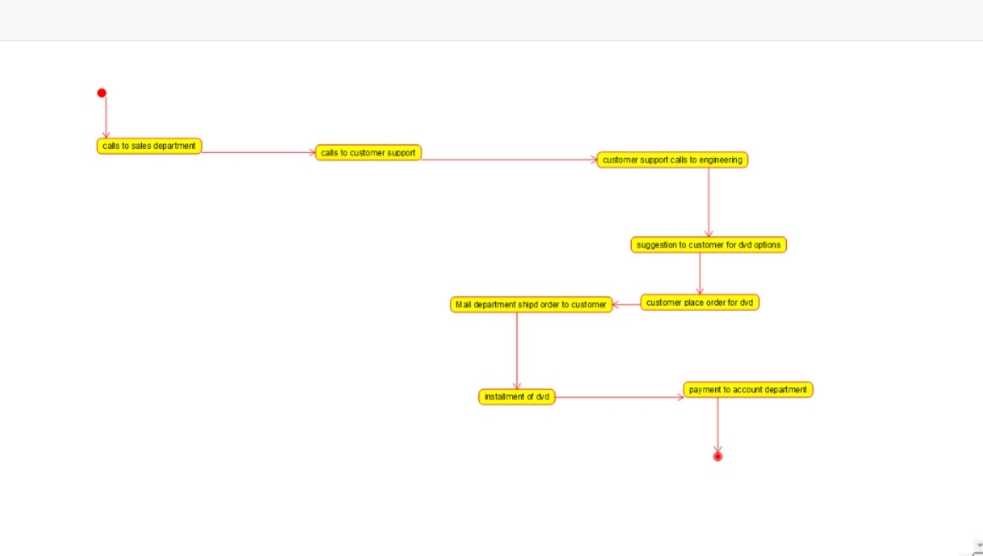 calls to sales department
calls to customer support
customer support calls to engineering
suggestion to customer for dvd options
customer place order for dvd
Mail department shipd order to customer
installment of dvd
payment to account department